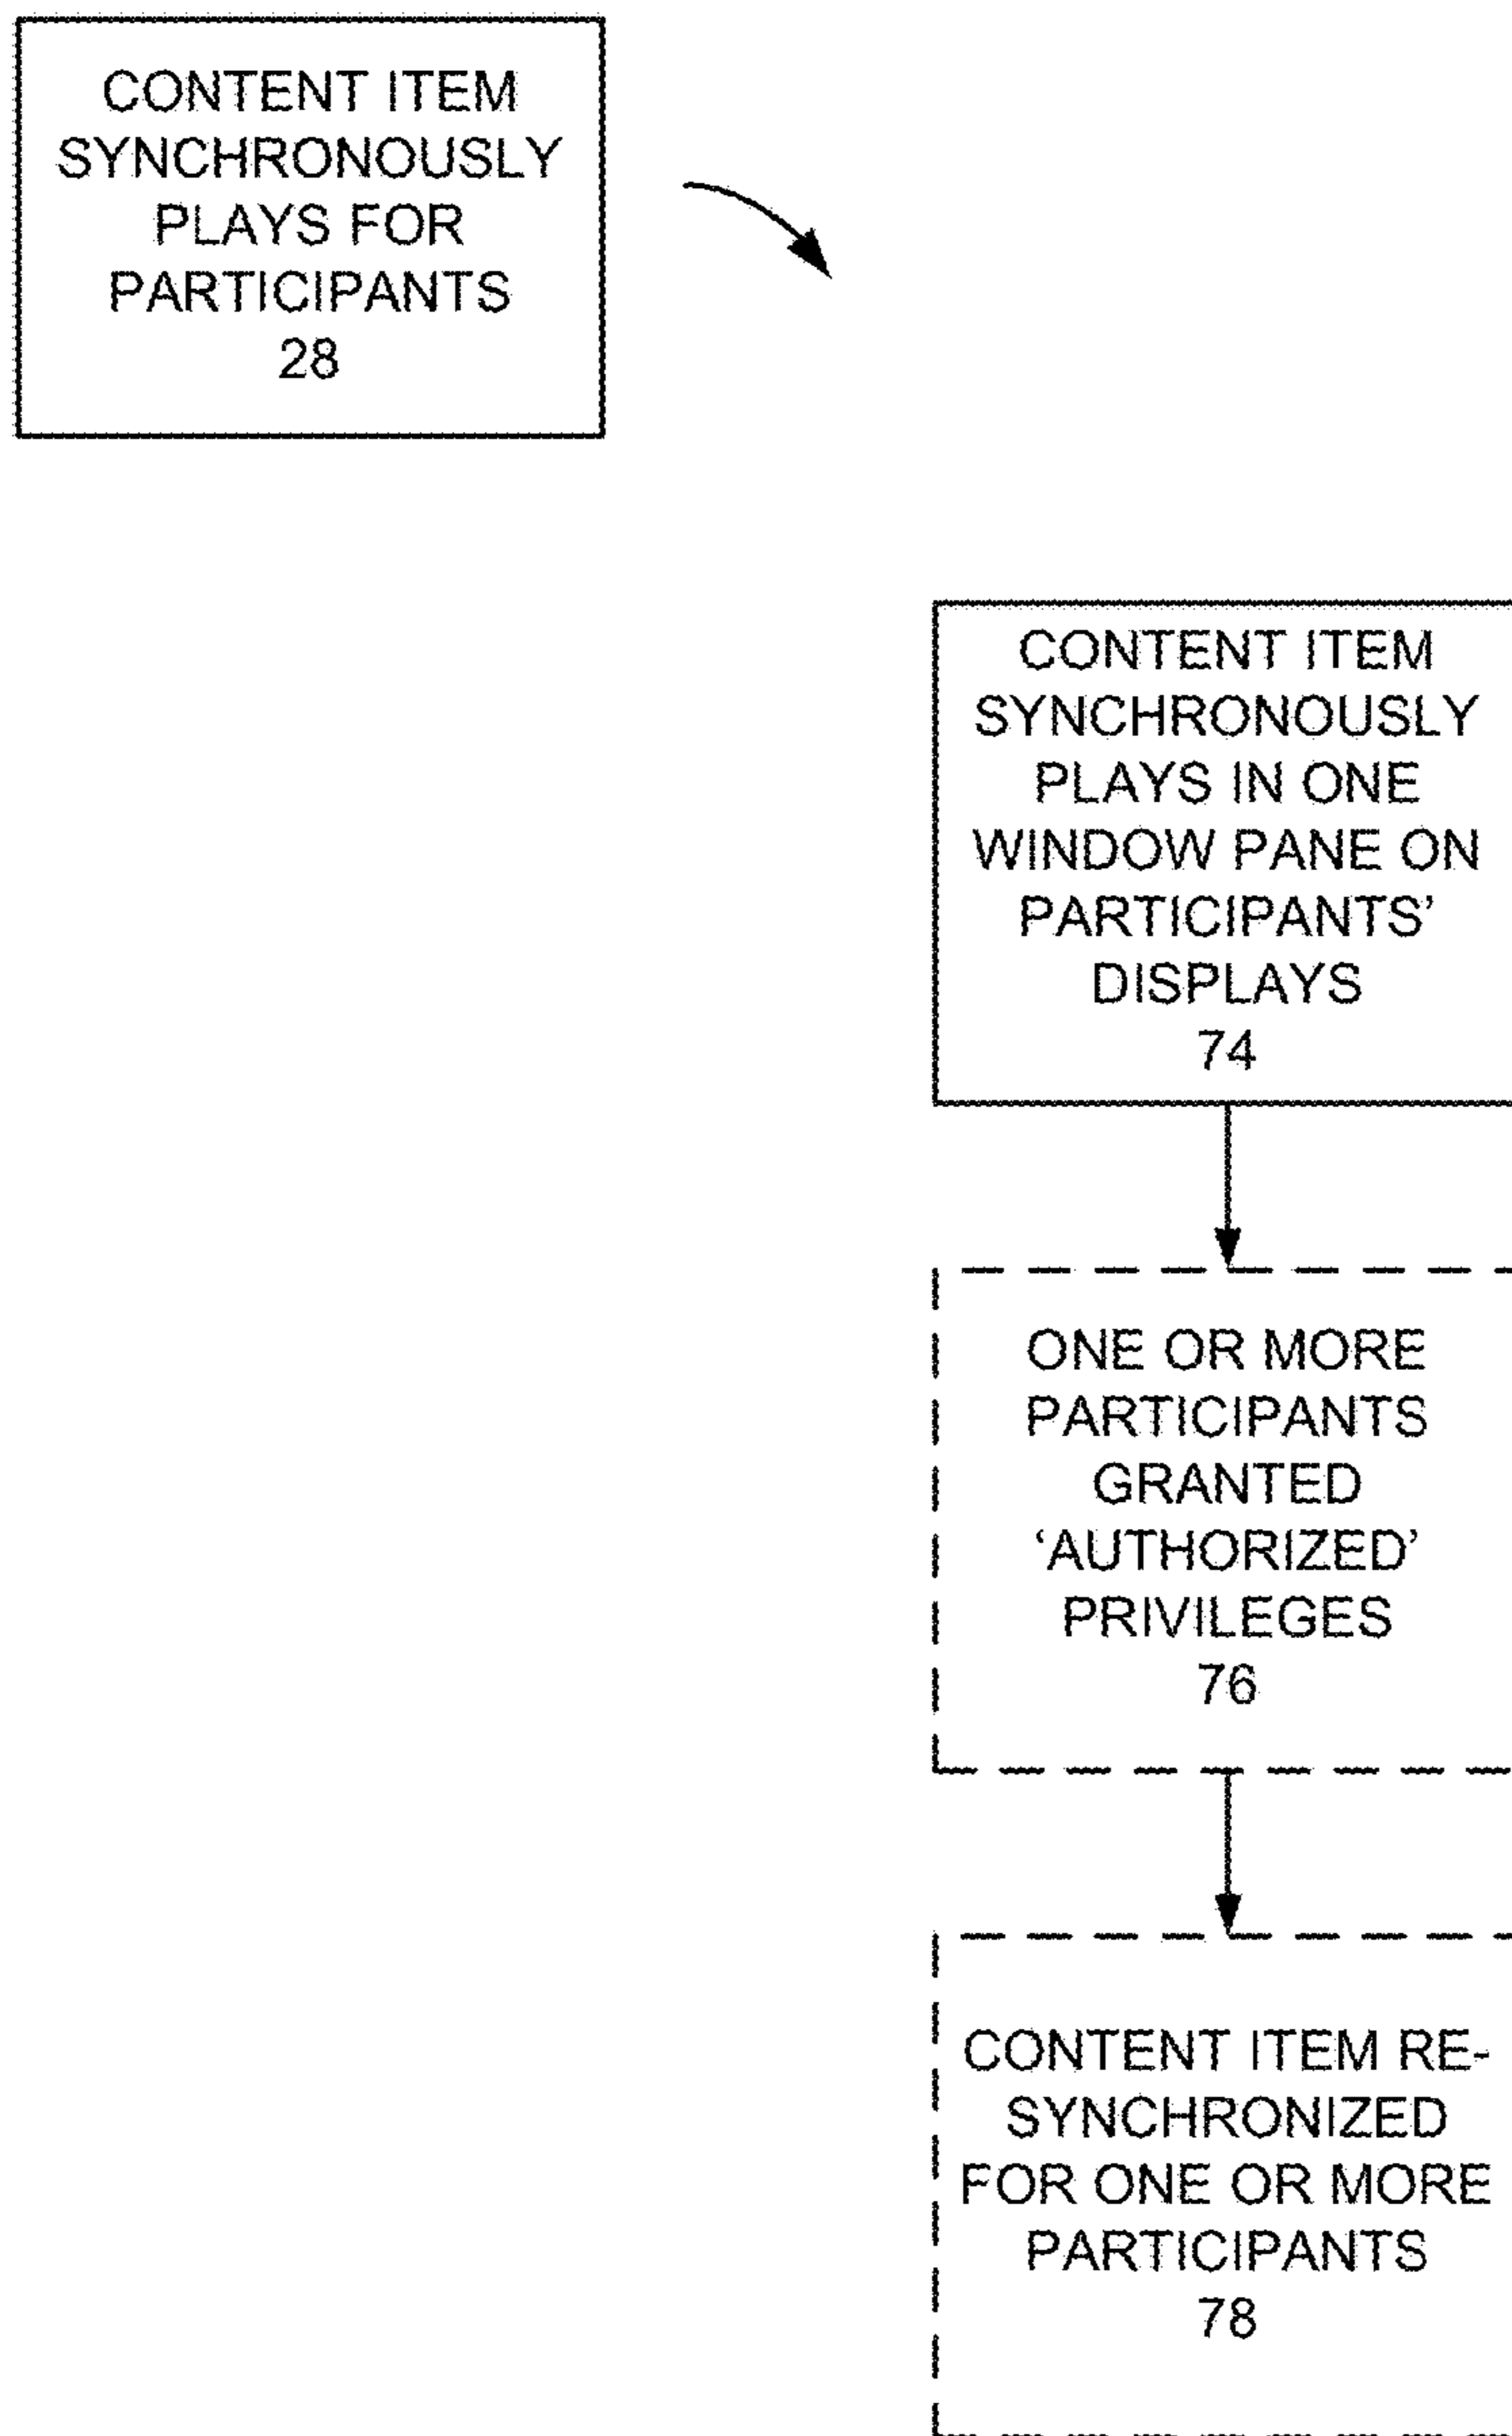 CONTENT ITEM
SYNCHRONOUSLY
PLAYS FOR
PARTICIPANTS
28
CONTENT ITEM
SYNCHRONOUSLY
PLAYS IN ONE
WINDOW PANE ON
PARTICIPANTS’
DISPLAYS
74
ONE OR MORE
PARTICIPANTS
GRANTED
‘AUTHORIZED’
PRIVILEGES
76
CONTENT ITEM RE-
SYNCHRONIZED
FOR ONE OR MORE
PARTICIPANTS
78